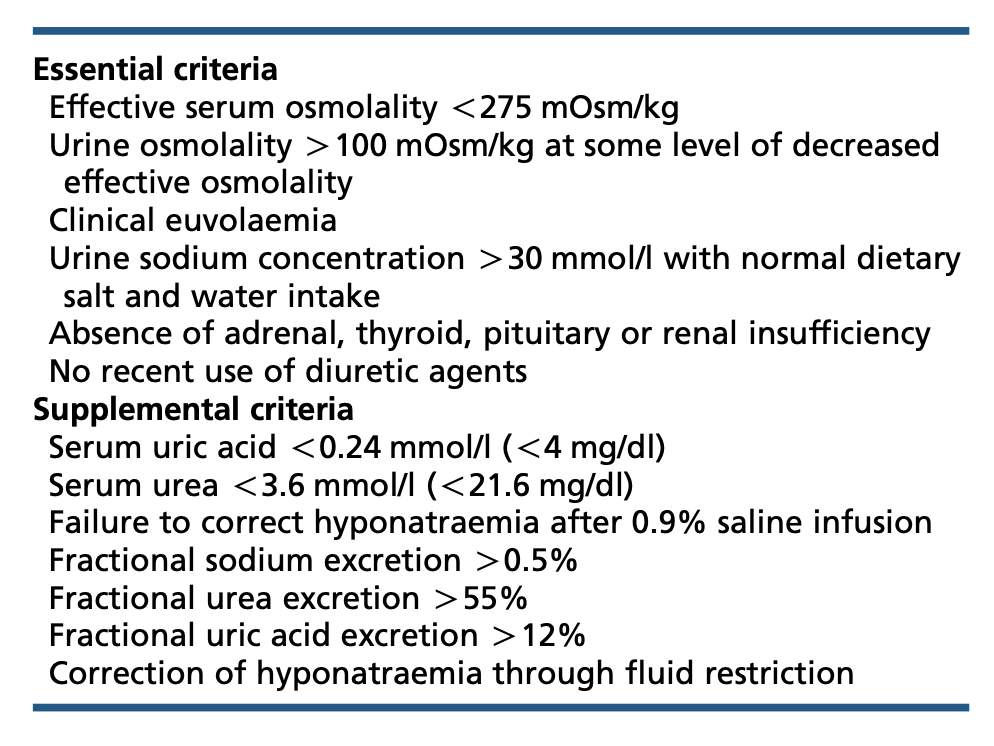 Essential criteria
Effective serum osmolality <275 mOsm/kg
Urine osmolality >100 mOsm/kg at some level of decreased
effective osmolality
Clinical euvolaemia
Urine sodium concentration >30 mmol/l with normal dietary
salt and water intake
Absence of adrenal, thyroid, pituitary or renal insufficiency
No recent use of diuretic agents
Supplemental criteria
Serum uric acid <0.24 mmol/l (<4 mg/dl)
Serum urea <3.6 mmol/l (<21.6 mg/dl)
Failure to correct hyponatraemia after 0.9% saline infusion
Fractional sodium excretion >0.5%
Fractional urea excretion >55%
Fractional uric acid excretion >12%
Correction of hyponatraemia through fluid restriction